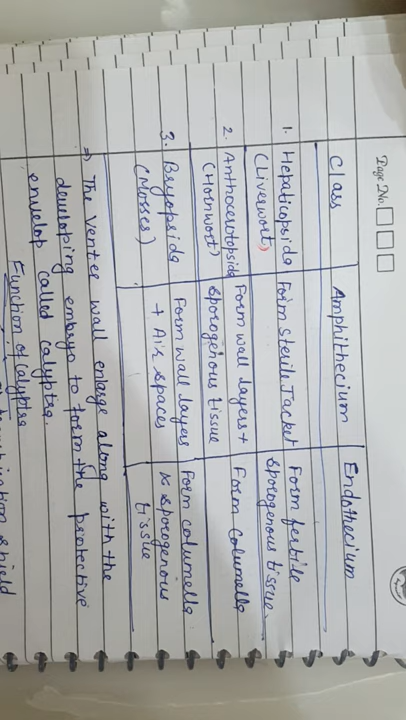 Page No.
Class Amphithecium Endothecium
1. Hepaticopsida Form Sterile Jacket Form fertile
(Liverwort) sporogenous tissue
2. Anthocerotopsida Form wall layers + Form Columella
(Hornwort) sporogenous tissue
3. Bryopsida Form wall layers Form columella
(Mosses) + Air spaces & sporogenous
tissue
⇒ The venter wall enlarge along with the
developing embryo to form the protective
envelop called calyptra.
Function of calyptra
shield